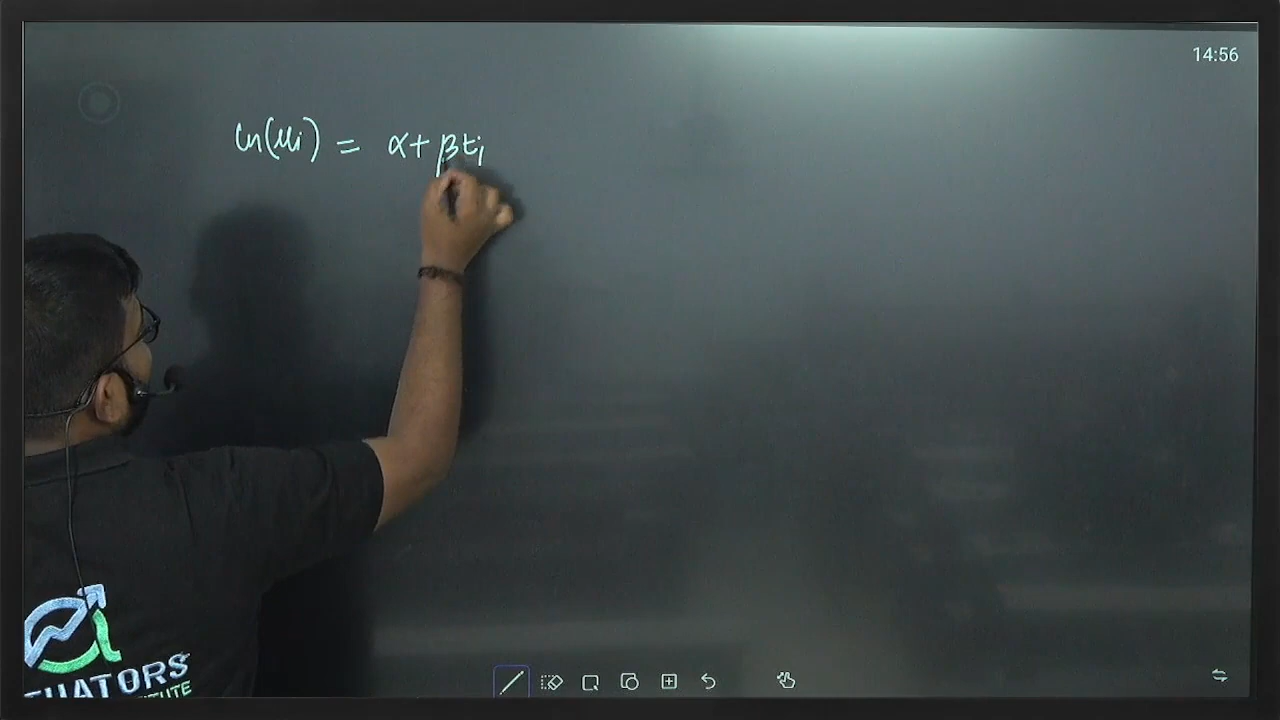 14:56
ln(μi) = α + βti